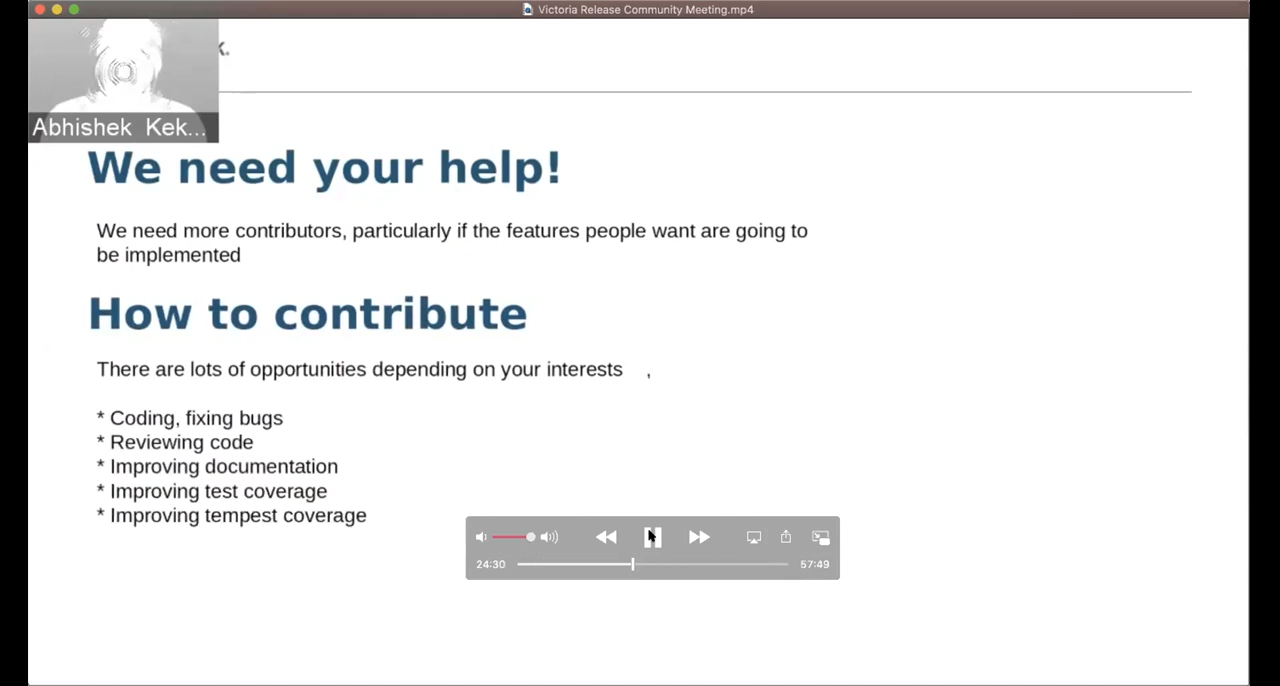 Victoria Release Community Meeting.mp4
Abhishek Kek...
We need your help!
We need more contributors, particularly if the features people want are going to
be implemented
How to contribute
There are lots of opportunities depending on your interests ,
* Coding, fixing bugs
* Reviewing code
* Improving documentation
* Improving test coverage
* Improving tempest coverage
24:30
57:49